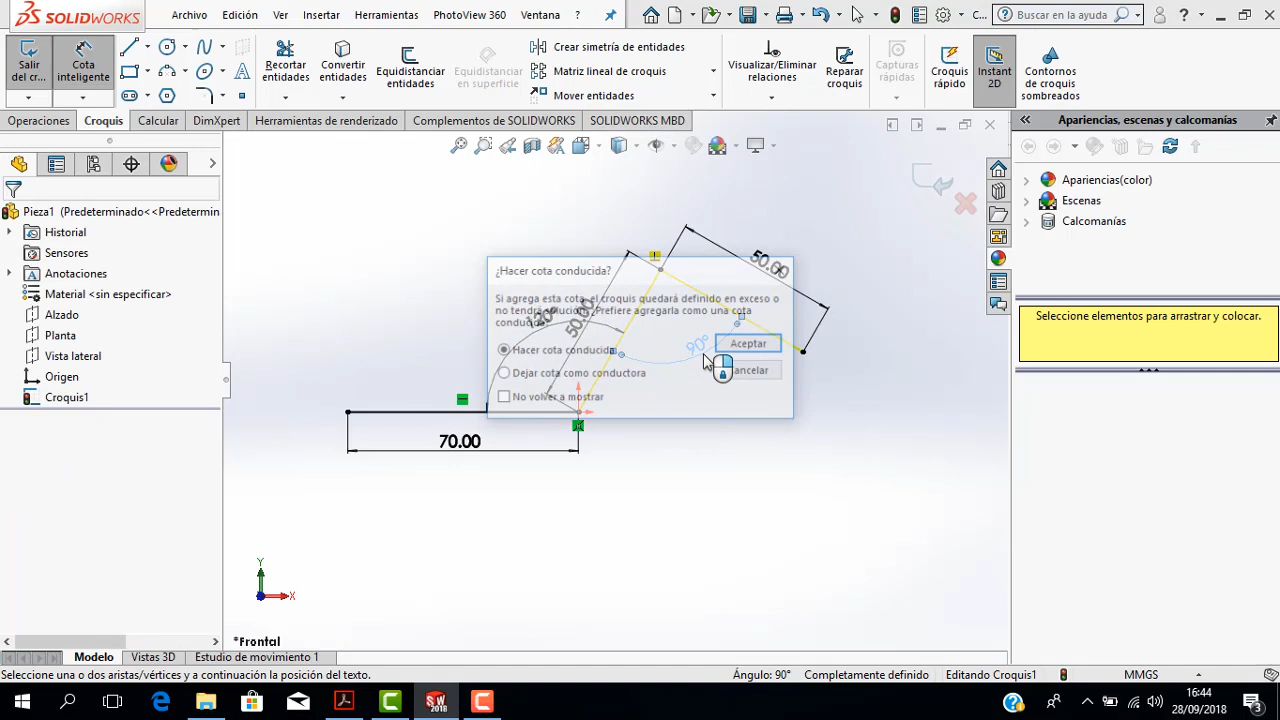 SOLIDWORKS
Archivo Edición Ver Insertar Herramientas PhotoView 360 Ventana ? C... Buscar en la ayuda ?
Salir del cr...
Cota inteligente
Recortar entidades
Convertir entidades
Equidistanciar entidades
Equidistanciar en superficie
Crear simetría de entidades
Matriz lineal de croquis
Mover entidades
Visualizar/Eliminar relaciones
Reparar croquis
Capturas rápidas
Croquis rápido
Instant 2D
Contornos de croquis sombreados
Operaciones Croquis Calcular DimXpert Herramientas de renderizado Complementos de SOLIDWORKS SOLIDWORKS MBD
Apariencias, escenas y calcomanías
Pieza1 (Predeterminado<<Predetermin
Historial
Sensores
Anotaciones
Material <sin especificar>
Alzado
Planta
Vista lateral
Origen
Croquis1
Apariencias(color)
Escenas
Calcomanías
Seleccione elementos para arrastrar y colocar.
50.00
¿Hacer cota conducida?
Si agrega esta cota, el croquis quedará definido en exceso o
no tendrá solución. ¿Prefiere agregarla como una cota
conducida?
120°
50.00
90°
Hacer cota conducida
Dejar cota como conductora
No volver a mostrar
Aceptar
Cancelar
70.00
Y
X
*Frontal
Modelo Vistas 3D Estudio de movimiento 1
Seleccione una o dos aristas/vértices y a continuación la posición del texto. Ángulo: 90° Completamente definido Editando Croquis1 MMGS
SW 2018
16:44
28/09/2018
3